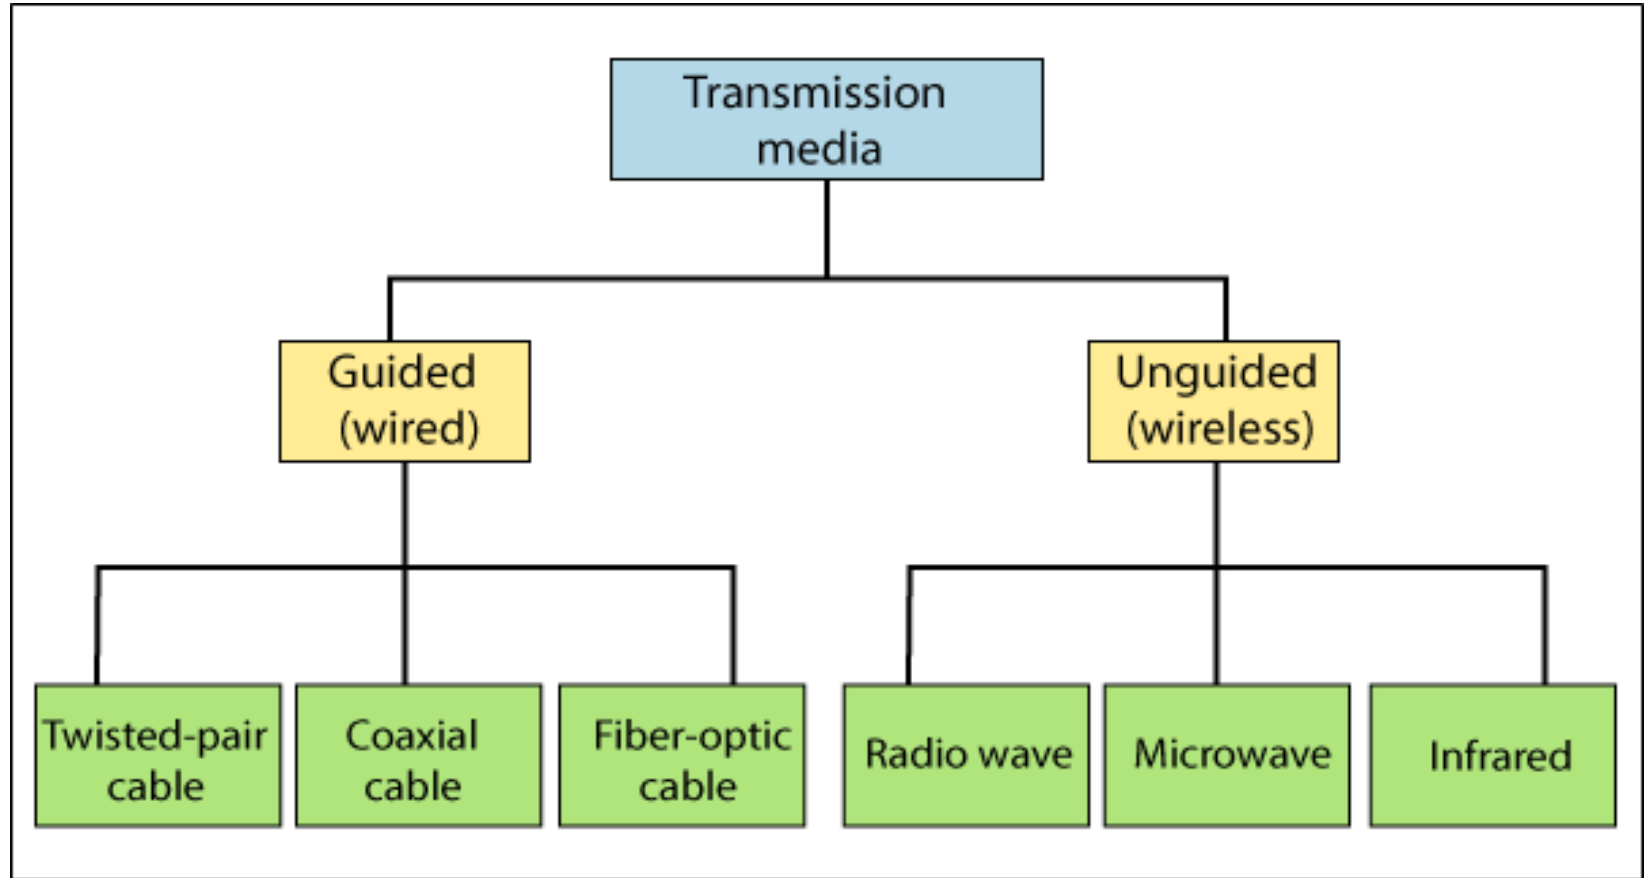 Transmission
media
Guided
(wired)
Unguided
(wireless)
Twisted-pair
cable
Coaxial
cable
Fiber-optic
cable
Radio wave
Microwave
Infrared